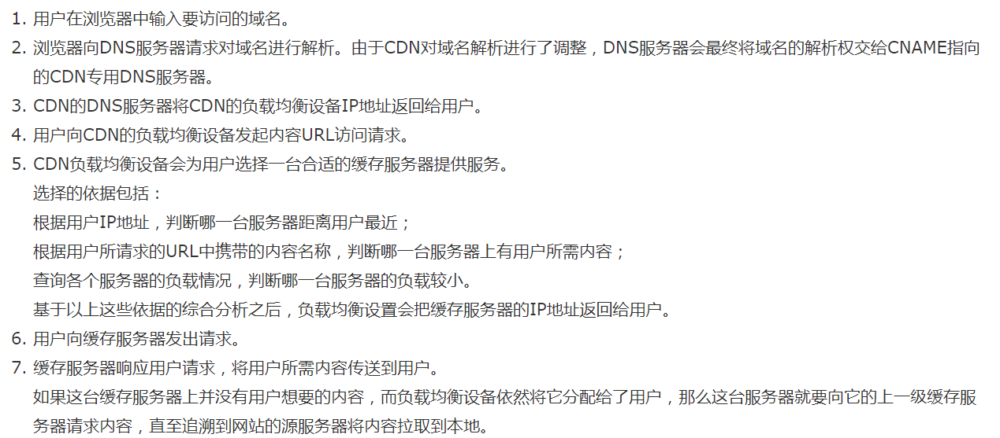 1. 用户在浏览器中输入要访问的域名。
2. 浏览器向DNS服务器请求对域名进行解析。由于CDN对域名解析进行了调整，DNS服务器会最终将域名的解析权交给CNAME指向
的CDN专用DNS服务器。
3. CDN的DNS服务器将CDN的负载均衡设备IP地址返回给用户。
4. 用户向CDN的负载均衡设备发起内容URL访问请求。
5. CDN负载均衡设备会为用户选择一台合适的缓存服务器提供服务。
选择的依据包括：
根据用户IP地址，判断哪一台服务器距离用户最近；
根据用户所请求的URL中携带的内容名称，判断哪一台服务器上有用户所需内容；
查询各个服务器的负载情况，判断哪一台服务器的负载较小。
基于以上这些依据的综合分析之后，负载均衡设置会把缓存服务器的IP地址返回给用户。
6. 用户向缓存服务器发出请求。
7. 缓存服务器响应用户请求，将用户所需内容传送到用户。
如果这台缓存服务器上并没有用户想要的内容，而负载均衡设备依然将它分配给了用户，那么这台服务器就要向它的上一级缓存服
务器请求内容，直至追溯到网站的源服务器将内容拉取到本地。